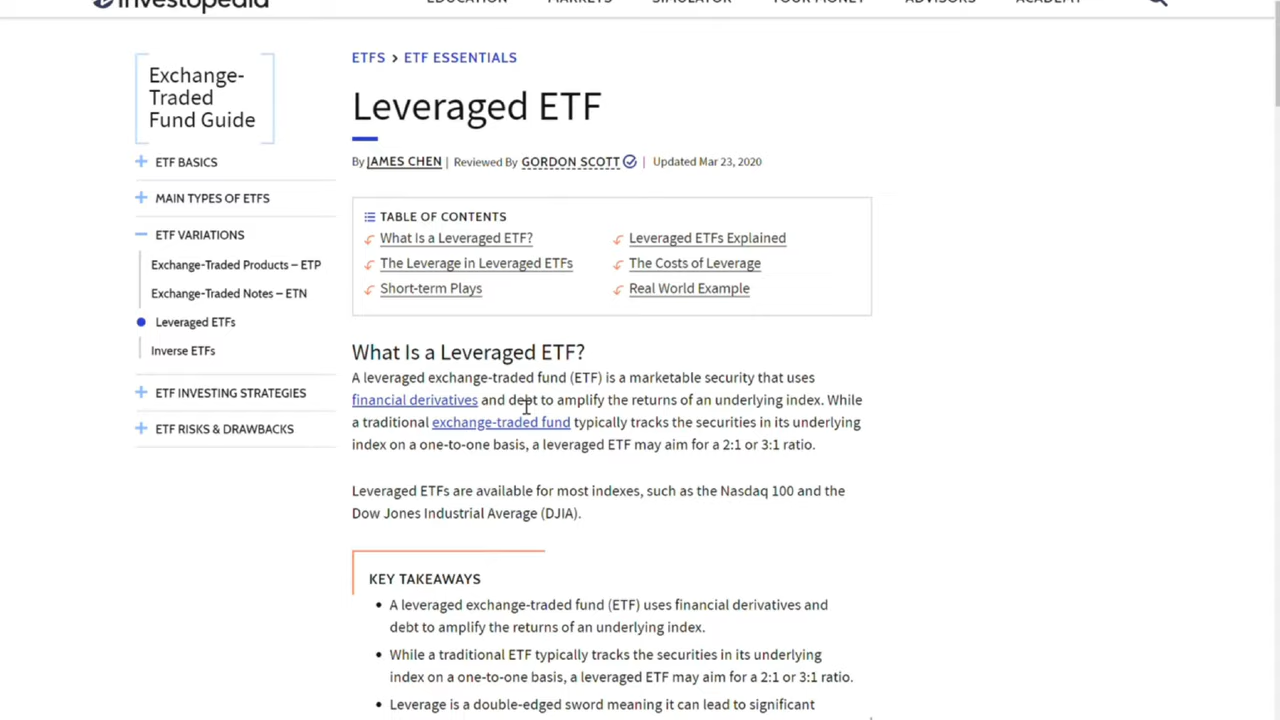 Investopedia
EDUCATION MARKETS SIMULATOR YOUR MONEY ADVISORS ACADEMY
Exchange-
Traded
Fund Guide
+ ETF BASICS
+ MAIN TYPES OF ETFS
— ETF VARIATIONS
Exchange-Traded Products – ETP
Exchange-Traded Notes – ETN
Leveraged ETFs
Inverse ETFs
+ ETF INVESTING STRATEGIES
+ ETF RISKS & DRAWBACKS
ETFS > ETF ESSENTIALS
Leveraged ETF
By JAMES CHEN | Reviewed By GORDON SCOTT | Updated Mar 23, 2020
TABLE OF CONTENTS
What Is a Leveraged ETF? Leveraged ETFs Explained
The Leverage in Leveraged ETFs The Costs of Leverage
Short-term Plays Real World Example
What Is a Leveraged ETF?
A leveraged exchange-traded fund (ETF) is a marketable security that uses
financial derivatives and debt to amplify the returns of an underlying index. While
a traditional exchange-traded fund typically tracks the securities in its underlying
index on a one-to-one basis, a leveraged ETF may aim for a 2:1 or 3:1 ratio.
Leveraged ETFs are available for most indexes, such as the Nasdaq 100 and the
Dow Jones Industrial Average (DJIA).
KEY TAKEAWAYS
• A leveraged exchange-traded fund (ETF) uses financial derivatives and
debt to amplify the returns of an underlying index.
• While a traditional ETF typically tracks the securities in its underlying
index on a one-to-one basis, a leveraged ETF may aim for a 2:1 or 3:1 ratio.
• Leverage is a double-edged sword meaning it can lead to significant